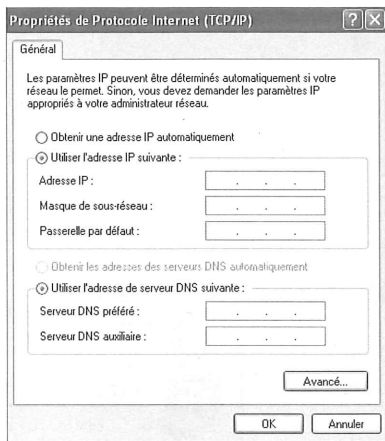 Propriétés de Protocole Internet (TCP/IP)
Général
Les paramètres IP peuvent être déterminés automatiquement si votre
réseau le permet. Sinon, vous devez demander les paramètres IP
appropriés à votre administrateur réseau.
Obtenir une adresse IP automatiquement
Utiliser l'adresse IP suivante :
Adresse IP :
Masque de sous-réseau :
Passerelle par défaut :
Obtenir les adresses des serveurs DNS automatiquement
Utiliser l'adresse de serveur DNS suivante :
Serveur DNS préféré :
Serveur DNS auxiliaire :
Avancé...
OK Annuler